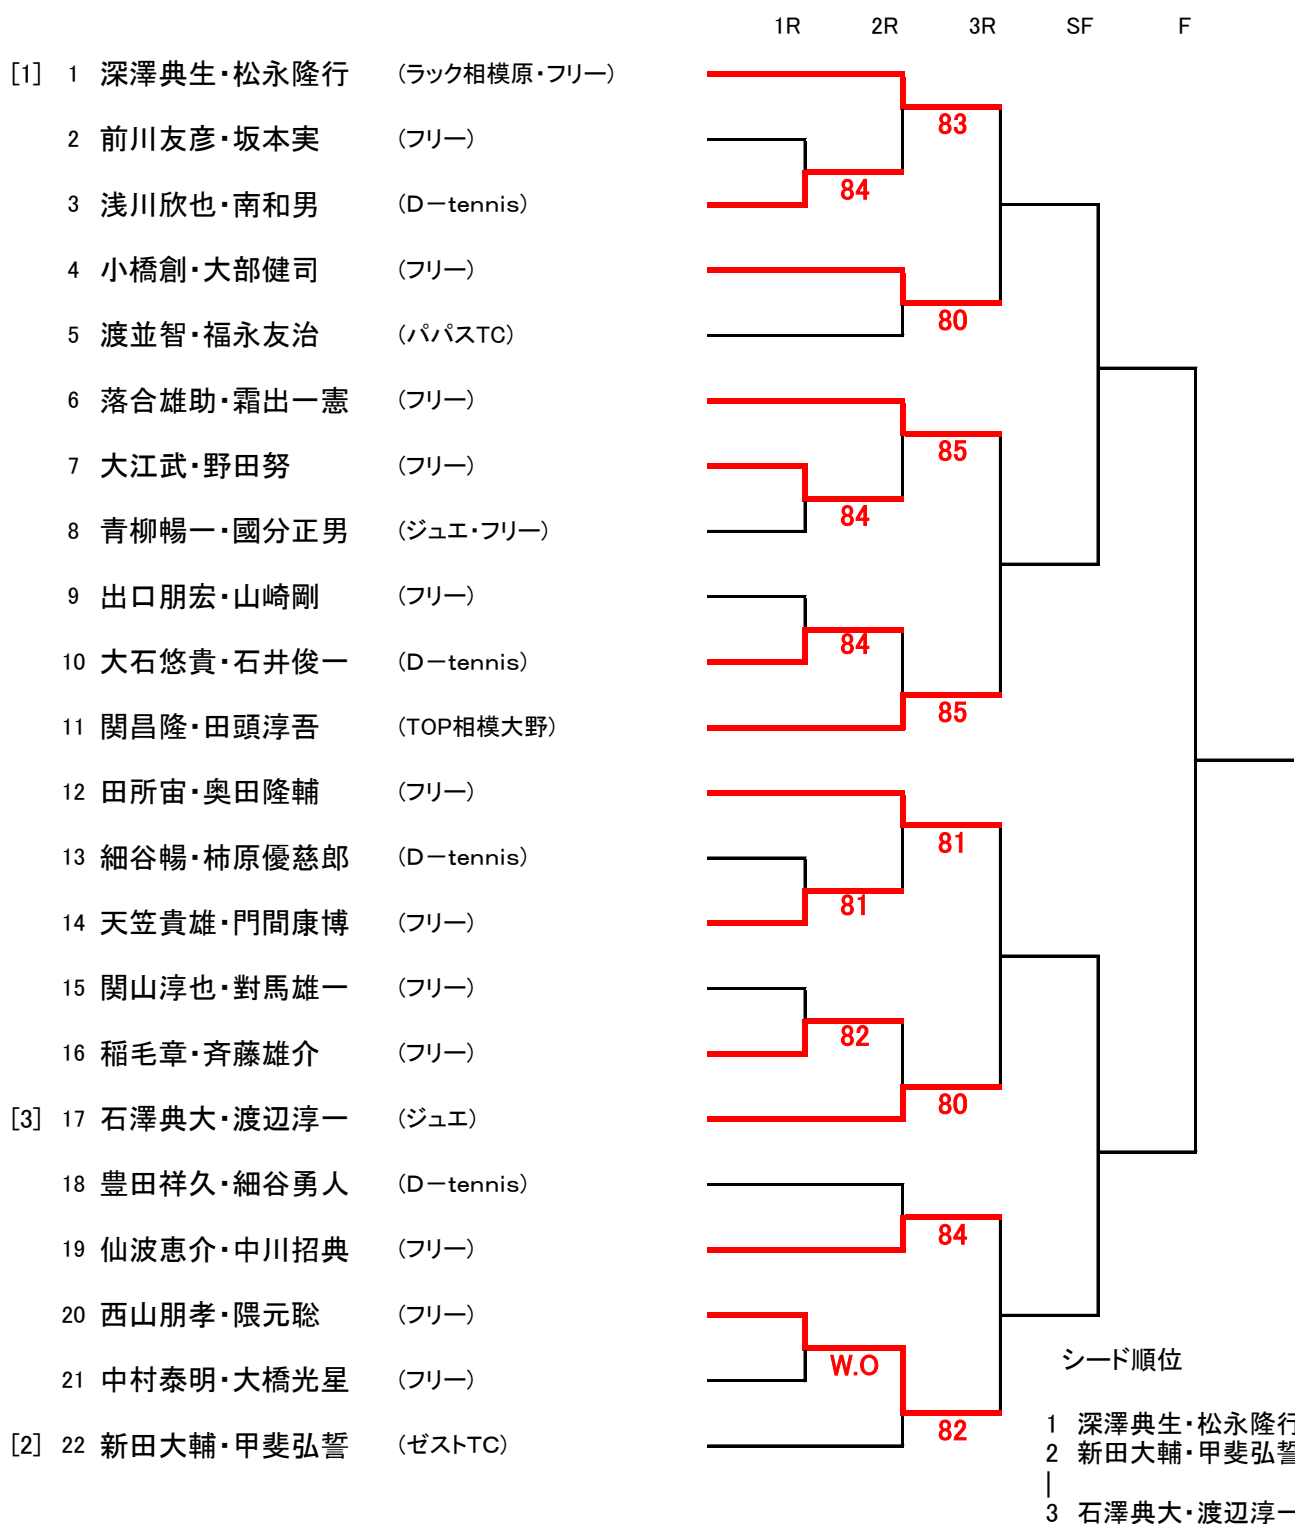 1R 2R 3R SF F
[1] 1 深澤典生・松永隆行 (ラック相模原・フリー)
83
2 前川友彦・坂本実 (フリー)
84
3 浅川欣也・南和男 (D－tennis)
4 小橋創・大部健司 (フリー)
80
5 渡並智・福永友治 (パパスTC)
6 落合雄助・霜出一憲 (フリー)
85
7 大江武・野田努 (フリー)
84
8 青柳暢一・國分正男 (ジュエ・フリー)
9 出口朋宏・山崎剛 (フリー)
84
10 大石悠貴・石井俊一 (D－tennis)
85
11 関昌隆・田頭淳吾 (TOP相模大野)
12 田所宙・奥田隆輔 (フリー)
81
13 細谷暢・柿原優慈郎 (D－tennis)
81
14 天笠貴雄・門間康博 (フリー)
15 関山淳也・對馬雄一 (フリー)
82
16 稲毛章・斉藤雄介 (フリー)
80
[3] 17 石澤典大・渡辺淳一 (ジュエ)
18 豊田祥久・細谷勇人 (D－tennis)
84
19 仙波恵介・中川招典 (フリー)
20 西山朋孝・隈元聡 (フリー)
W.O
シード順位
21 中村泰明・大橋光星 (フリー)
82
[2] 22 新田大輔・甲斐弘誓 (ゼストTC)
1 深澤典生・松永隆行
2 新田大輔・甲斐弘誓
|
3 石澤典大・渡辺淳一